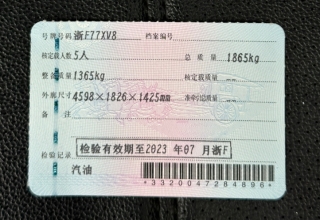 号牌号码 浙F77XV8 档案编号
核定载人数 5人 总质量 1865kg
整备质量 1365kg 核定载质量 --
外廓尺寸 4598×1826×1425mm 准牵引总质量 --
备注
检验记录 检验有效期至2023 年07 月浙F
汽油
*3320047284896*